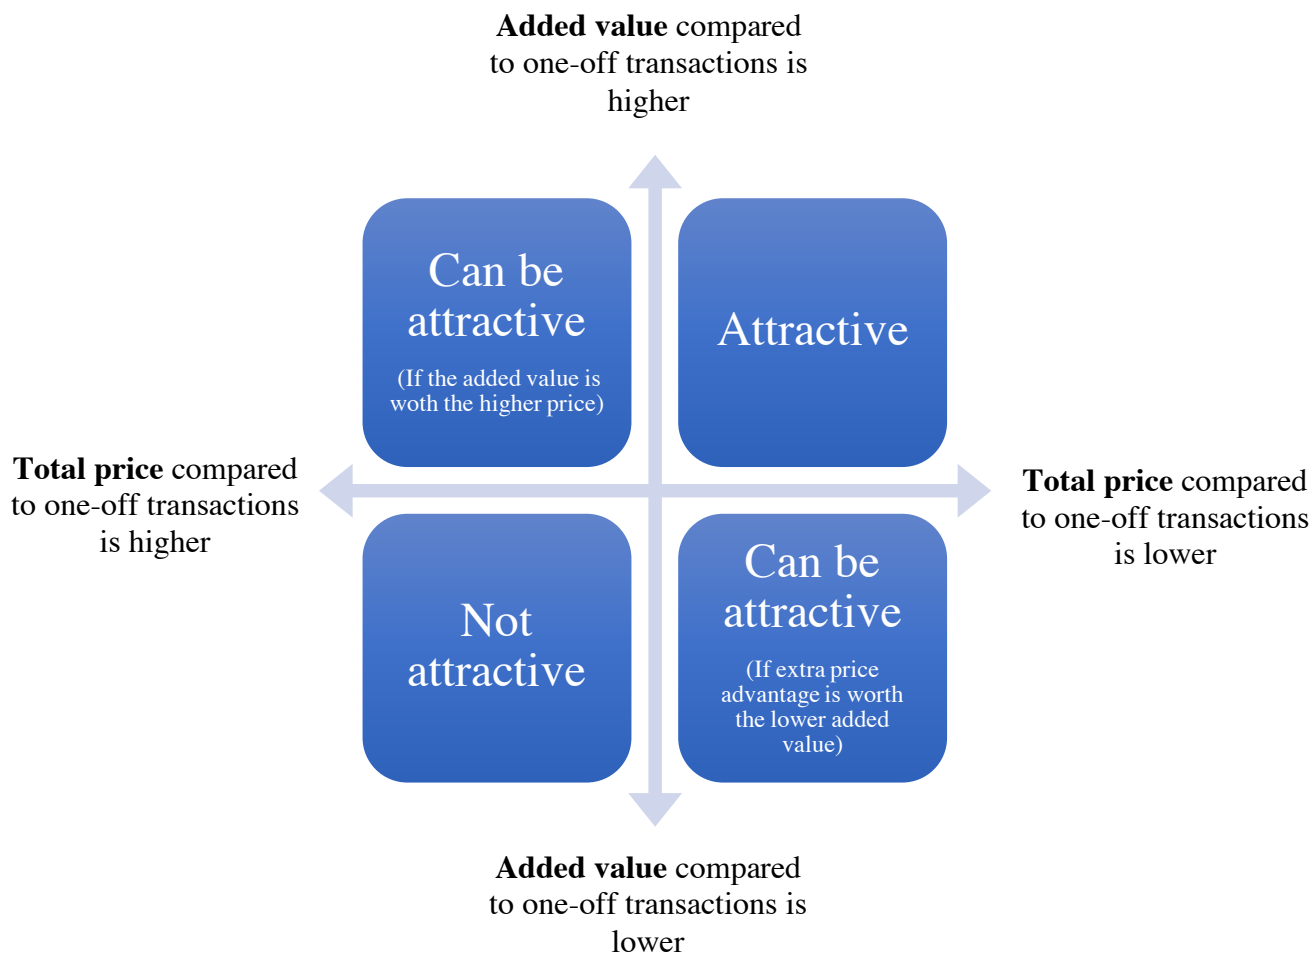 Added value compared
to one-off transactions is
higher
Can be
attractive
(If the added value is
woth the higher price)
Attractive
Total price compared
to one-off transactions
is higher
Total price compared
to one-off transactions
is lower
Not
attractive
Can be
attractive
(If extra price
advantage is worth
the lower added
value)
Added value compared
to one-off transactions is
lower